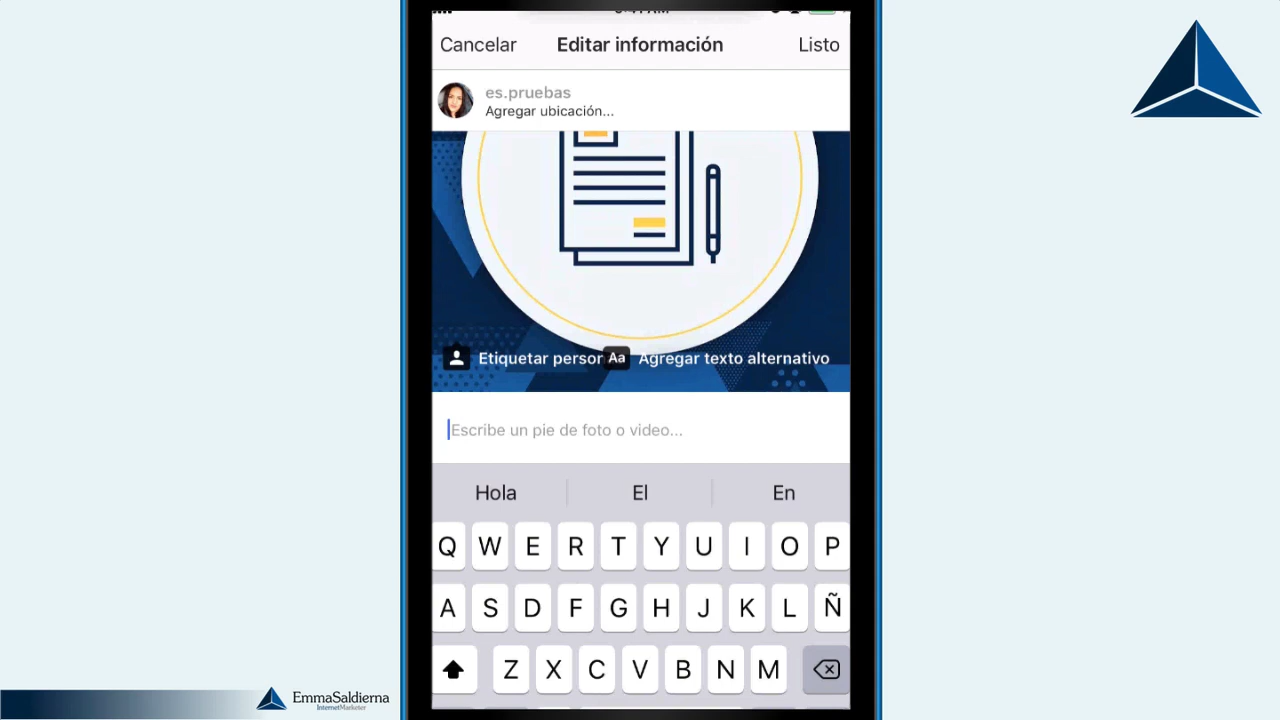 Cancelar Editar información Listo
es.pruebas
Agregar ubicación...
Etiquetar person Aa Agregar texto alternativo
Escribe un pie de foto o video...
Hola El En
Q W E R T Y U I O P
A S D F G H J K L Ñ
Z X C V B N M
EmmaSaldierna
InternetMarketer